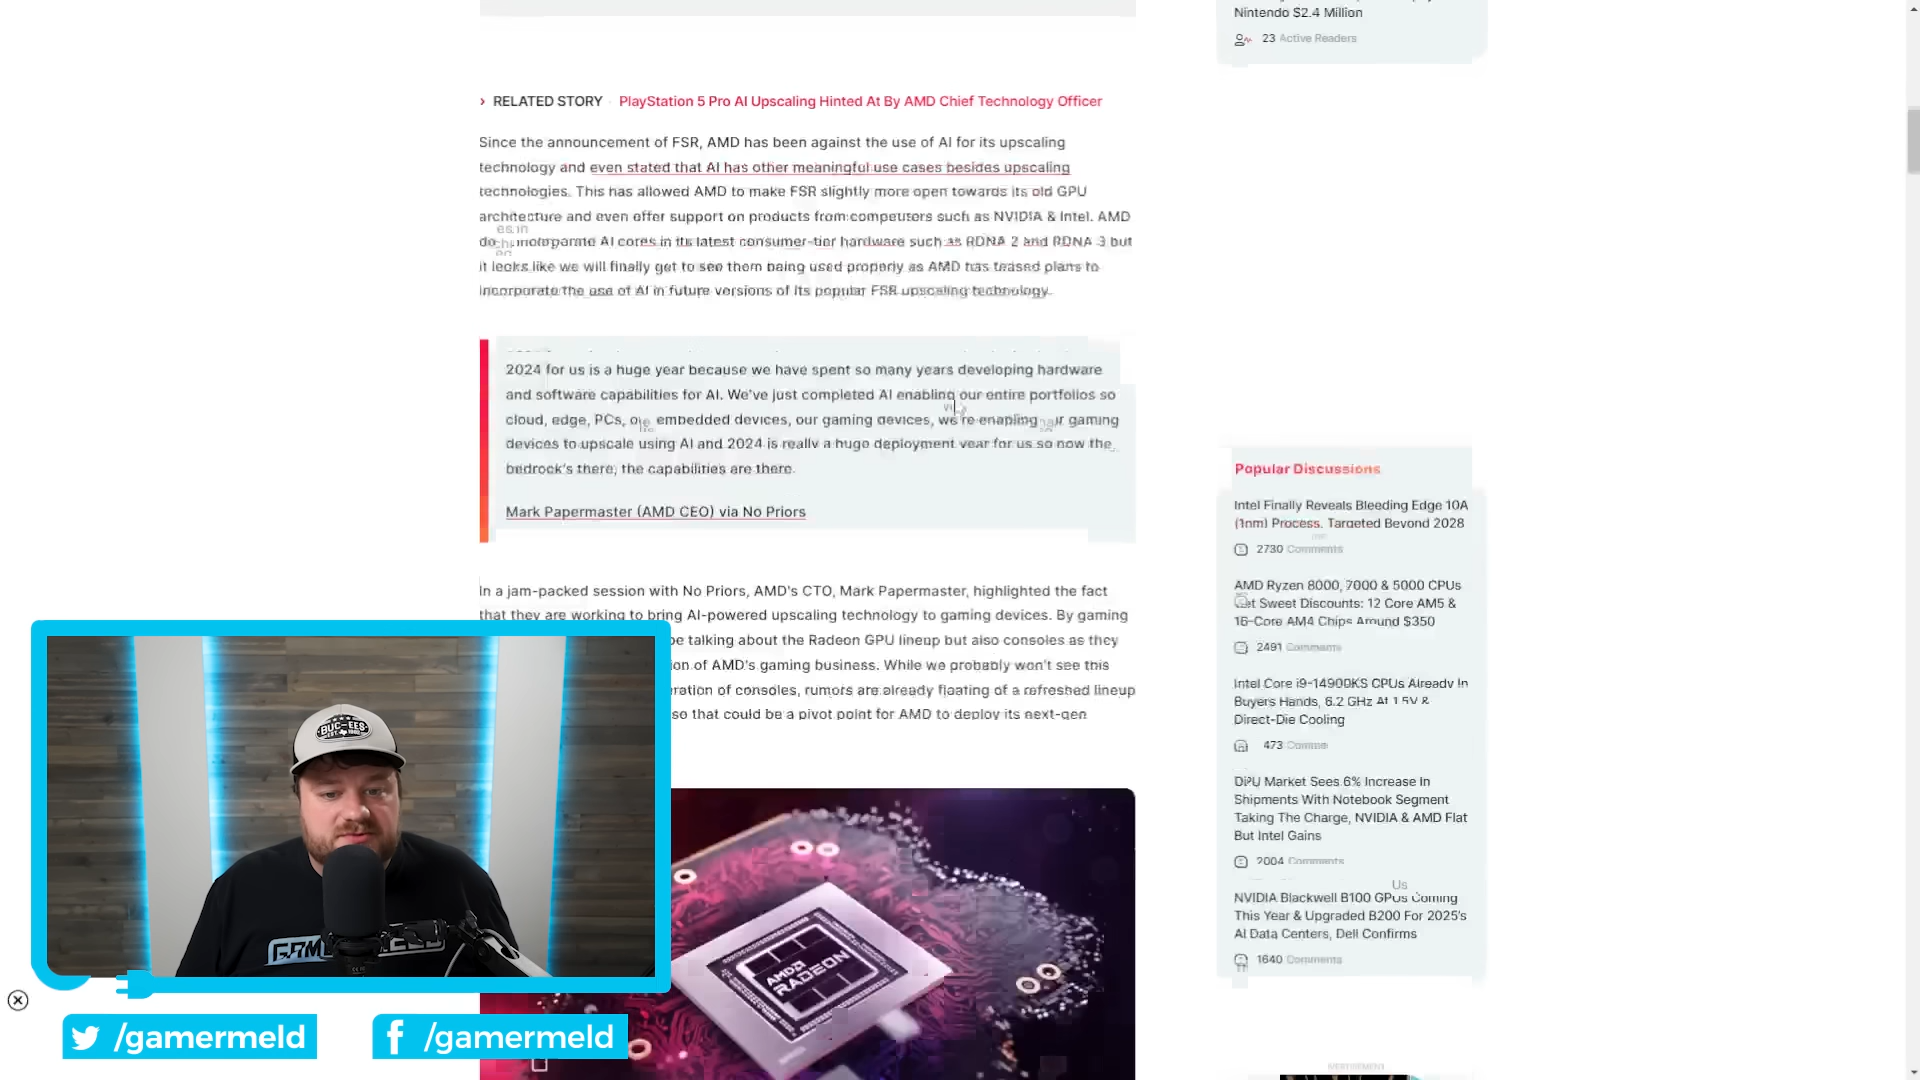 Nintendo $2.4 Million
23 Active Readers
RELATED STORY
PlayStation 5 Pro AI Upscaling Hinted At By AMD Chief Technology Officer
Since the announcement of FSR, AMD has been against the use of AI for its upscaling
technology and even stated that AI has other meaningful use cases besides upscaling
technologies. This has allowed AMD to make FSR slightly more open towards its old GPU
architecture and even offer support on products from competitors such as NVIDIA & Intel. AMD
incorporate AI cores in its latest consumer-tier hardware such as RDNA 2 and RDNA 3 but
it looks like we will finally get to see them being used properly as AMD has teased plans to
incorporate the use of AI in future versions of its popular FSR upscaling technology.
2024 for us is a huge year because we have spent so many years developing hardware
and software capabilities for AI. We've just completed AI enabling our entire portfolios so
cloud, edge, PCs, embedded devices, our gaming devices, we're enabling gaming
devices to upscale using AI and 2024 is really a huge deployment year for us so now the
bedrock's there, the capabilities are there.
Mark Papermaster (AMD CEO) via No Priors
In a jam-packed session with No Priors, AMD's CTO, Mark Papermaster, highlighted the fact
that they are working to bring AI-powered upscaling technology to gaming devices. By gaming
be talking about the Radeon GPU lineup but also consoles as they
of AMD's gaming business. While we probably won't see this
of consoles, rumors are already floating of a refreshed lineup
so that could be a pivot point for AMD to deploy its next-gen
AMD
RADEON
Popular Discussions
Intel Finally Reveals Bleeding Edge 10A
(1nm) Process, Targeted Beyond 2028
2730 Comments
AMD Ryzen 8000, 7000 & 5000 CPUs
Get Sweet Discounts: 12 Core AM5 &
16-Core AM4 Chips Around $350
2491 Comments
Intel Core i9-14900KS CPUs Already In
Buyers Hands, 6.2 GHz At 1.5V &
Direct-Die Cooling
473
Market Sees 6% Increase In
Shipments With Notebook Segment
Taking The Charge, NVIDIA & AMD Flat
But Intel Gains
2004 Comments
NVIDIA Blackwell B100 GPUs Coming
This Year & Upgraded B200 For 2025's
AI Data Centers, Dell Confirms
1640 Comments
ADVERTISEMENT
BUC-EE'S
/gamermeld
/gamermeld